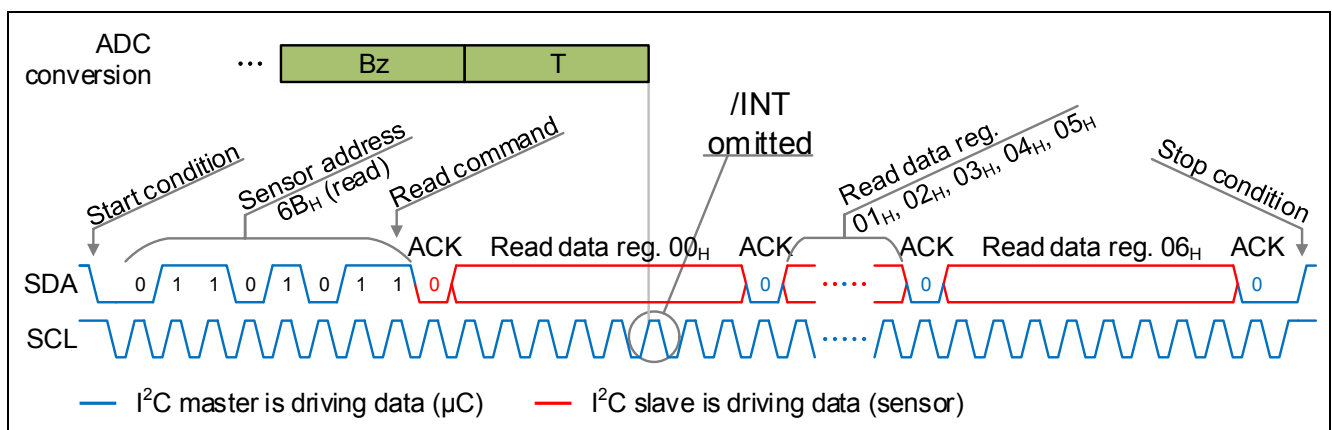 ADC
conversion
... Bz T
/INT
omitted
Start condition
Sensor address
6BH (read)
Read command
Read data reg.
01H, 02H, 03H, 04H, 05H
Stop condition
ACK Read data reg. 00H ACK ACK Read data reg. 06H ACK
SDA 0 1 1 0 1 0 1 1 0 0 ..... 0 0
SCL .....
I2C master is driving data (µC) I2C slave is driving data (sensor)